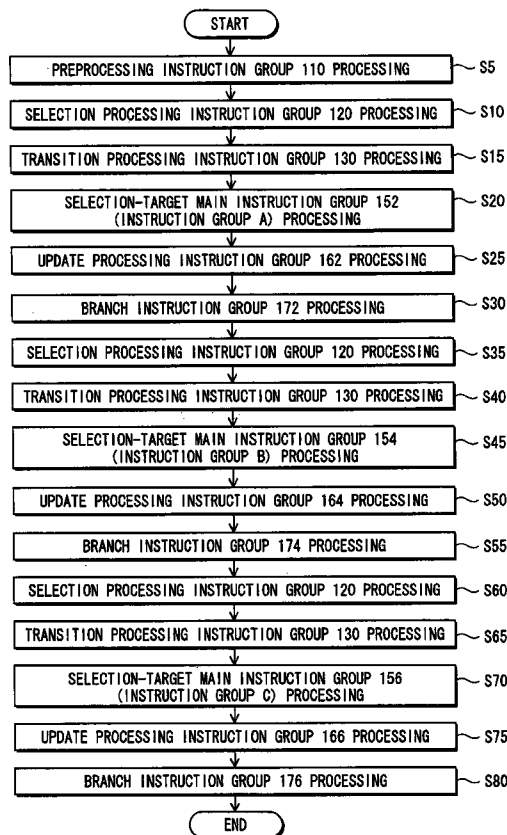 START
PREPROCESSING INSTRUCTION GROUP 110 PROCESSING S5
SELECTION PROCESSING INSTRUCTION GROUP 120 PROCESSING S10
TRANSITION PROCESSING INSTRUCTION GROUP 130 PROCESSING S15
SELECTION-TARGET MAIN INSTRUCTION GROUP 152 S20
(INSTRUCTION GROUP A) PROCESSING
UPDATE PROCESSING INSTRUCTION GROUP 162 PROCESSING S25
BRANCH INSTRUCTION GROUP 172 PROCESSING S30
SELECTION PROCESSING INSTRUCTION GROUP 120 PROCESSING S35
TRANSITION PROCESSING INSTRUCTION GROUP 130 PROCESSING S40
SELECTION-TARGET MAIN INSTRUCTION GROUP 154 S45
(INSTRUCTION GROUP B) PROCESSING
UPDATE PROCESSING INSTRUCTION GROUP 164 PROCESSING S50
BRANCH INSTRUCTION GROUP 174 PROCESSING S55
SELECTION PROCESSING INSTRUCTION GROUP 120 PROCESSING S60
TRANSITION PROCESSING INSTRUCTION GROUP 130 PROCESSING S65
SELECTION-TARGET MAIN INSTRUCTION GROUP 156 S70
(INSTRUCTION GROUP C) PROCESSING
UPDATE PROCESSING INSTRUCTION GROUP 166 PROCESSING S75
BRANCH INSTRUCTION GROUP 176 PROCESSING S80
END